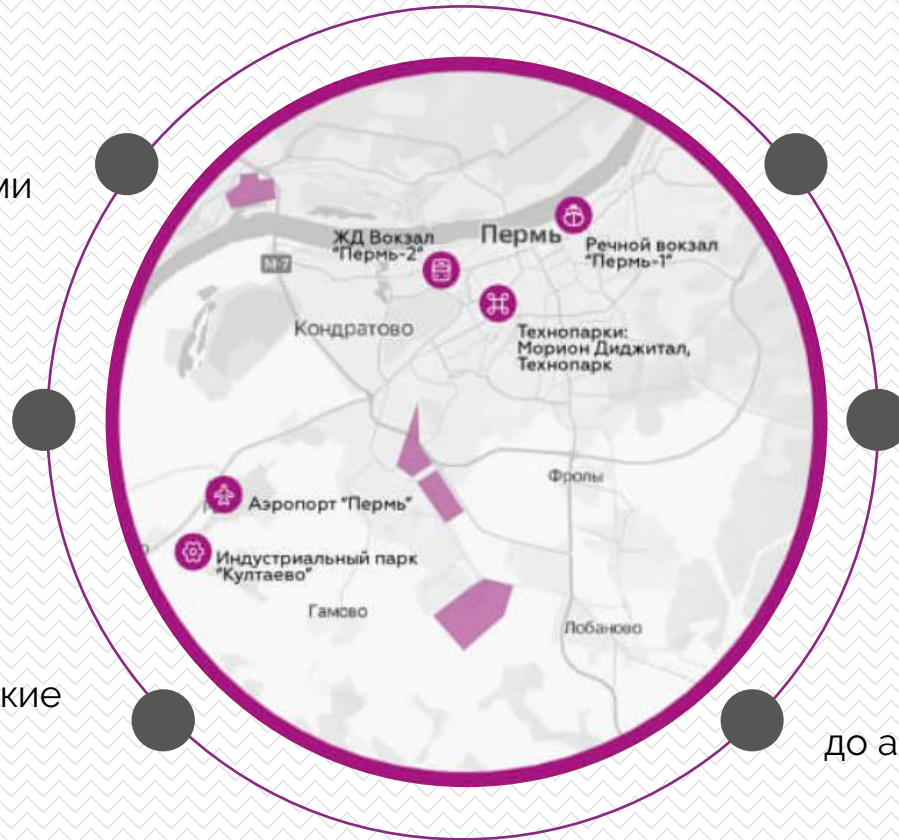 ми
ЖД Вокзал
"Пермь-2"
Пермь
Речной вокзал
"Пермь-1"
Кондратово
Технопарки:
Морион Диджитал,
Технопарк
Фролы
Аэропорт "Пермь"
Индустриальный парк
"Култаево"
Гамово
Лобаново
кие
до а